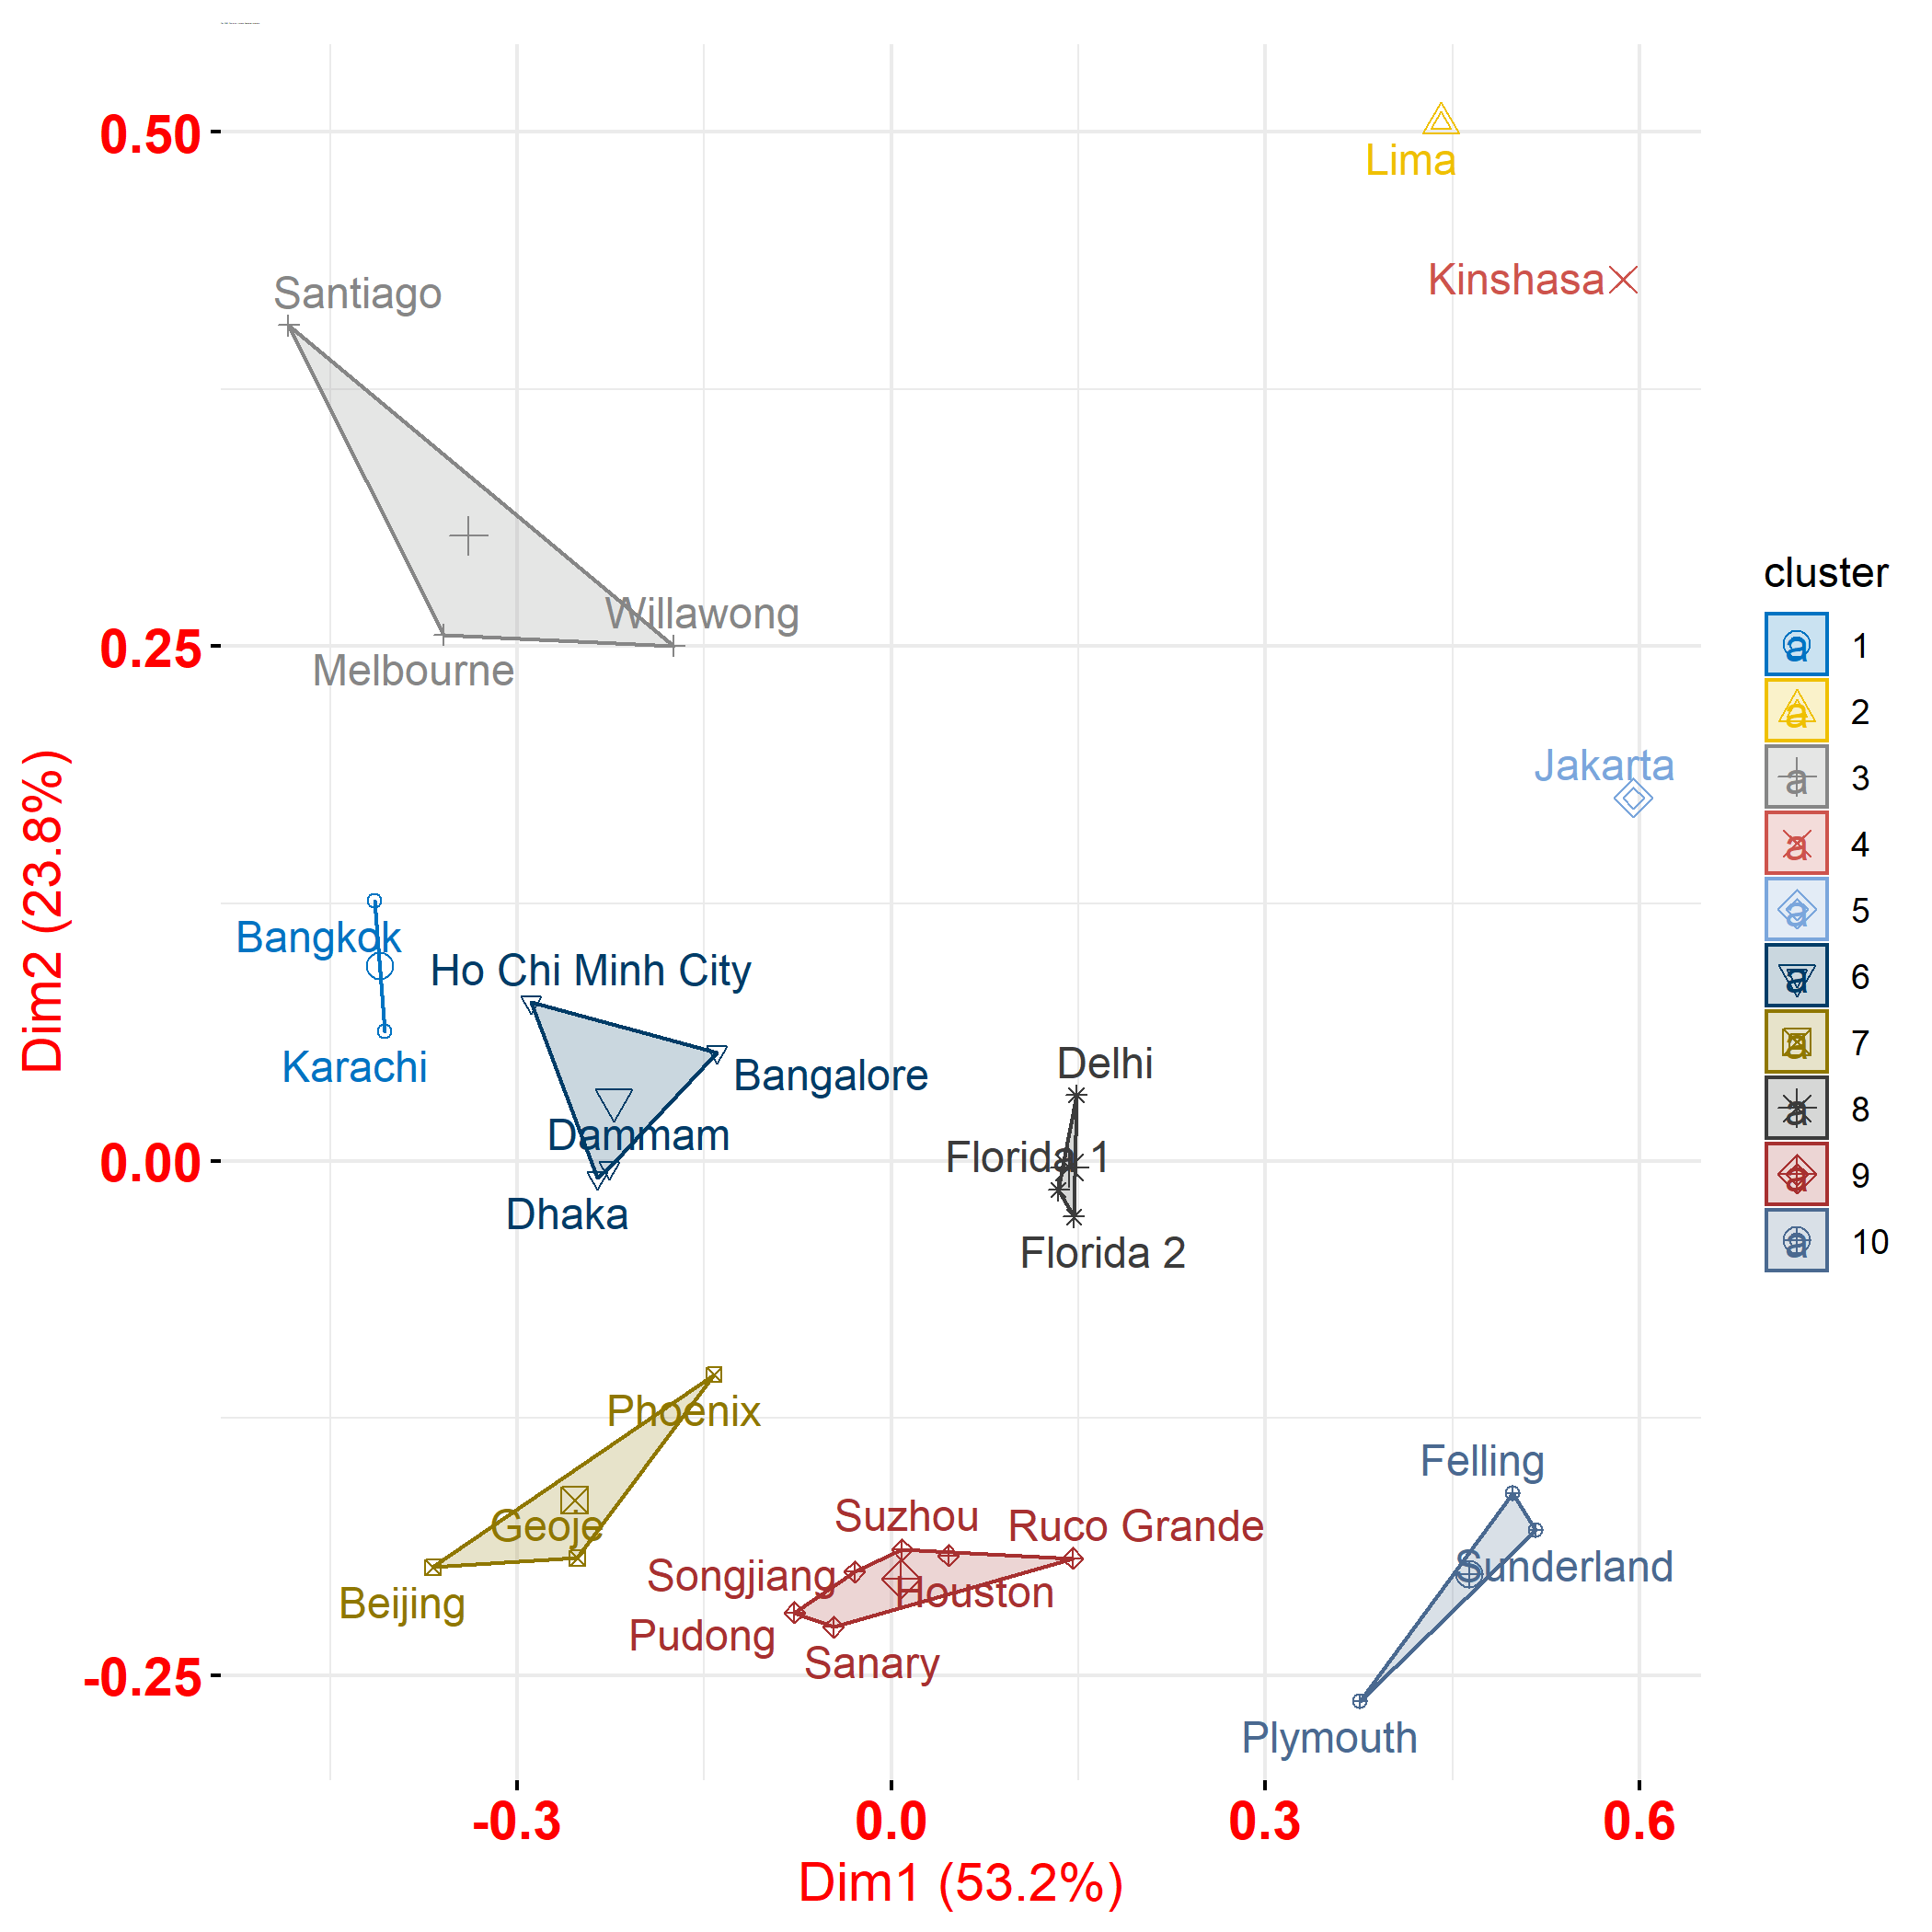 0.50
Lima
Kinshasa
Santiago
Willawong
0.25
Melbourne
Jakarta
Bangkok
Ho Chi Minh City
Karachi
Bangalore
Delhi
Dammam
Florida 1
0.00
Dhaka
Florida 2
Phoenix
Felling
Suzhou
Ruco Grande
Geoje
Songjiang
Sunderland
Houston
Beijing
Pudong
Sanary
-0.25
Plymouth
-0.3 0.0 0.3 0.6
Dim1 (53.2%)
Dim2 (23.8%)
cluster
a 1
a 2
a 3
a 4
a 5
a 6
a 7
a 8
a 9
a 10